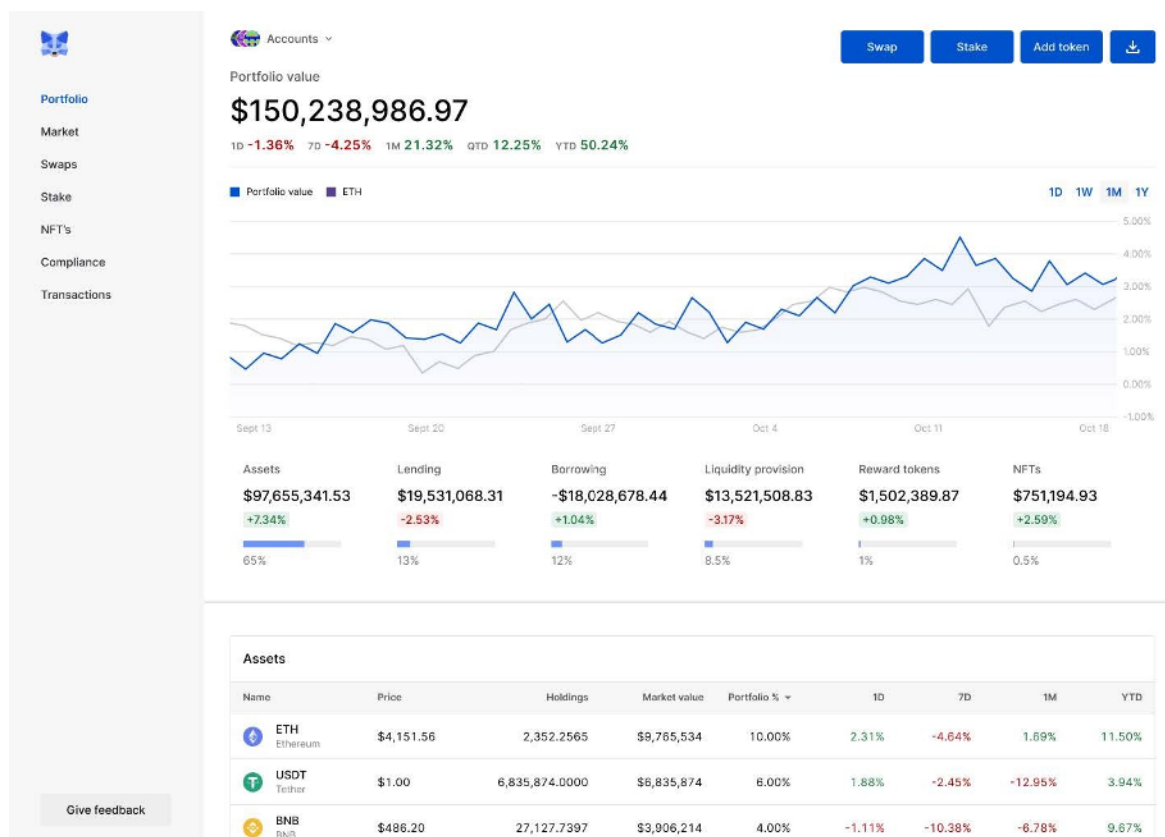 Accounts
Swap
Stake
Add token
Portfolio value
$150,238,986.97
1D -1.36% 7D -4.25% 1M 21.32% QTD 12.25% YTD 50.24%
Portfolio
Market
Swaps
Stake
NFT's
Compliance
Transactions
Give feedback
Portfolio value ETH
1D 1W 1M 1Y
5.00%
4.00%
3.00%
2.00%
1.00%
0.00%
-1.00%
Sept 13 Sept 20 Sept 27 Oct 4 Oct 11 Oct 18
Assets Lending Borrowing Liquidity provision Reward tokens NFTs
$97,655,341.53 $19,531,068.31 -$18,028,678.44 $13,521,508.83 $1,502,389.87 $751,194.93
+7.34% -2.53% +1.04% -3.17% +0.98% +2.59%
65% 13% 12% 8.5% 1% 0.5%
Assets
Name Price Holdings Market value Portfolio % 1D 7D 1M YTD
ETH
Ethereum
$4,151.56 2,352.2565 $9,765,534 10.00% 2.31% -4.64% 1.69% 11.50%
USDT
Tether
$1.00 6,835,874.0000 $6,835,874 6.00% 1.88% -2.45% -12.95% 3.94%
BNB
BNB
$486.20 27,127.7397 $3,906,214 4.00% -1.11% -10.38% -6.78% 9.67%